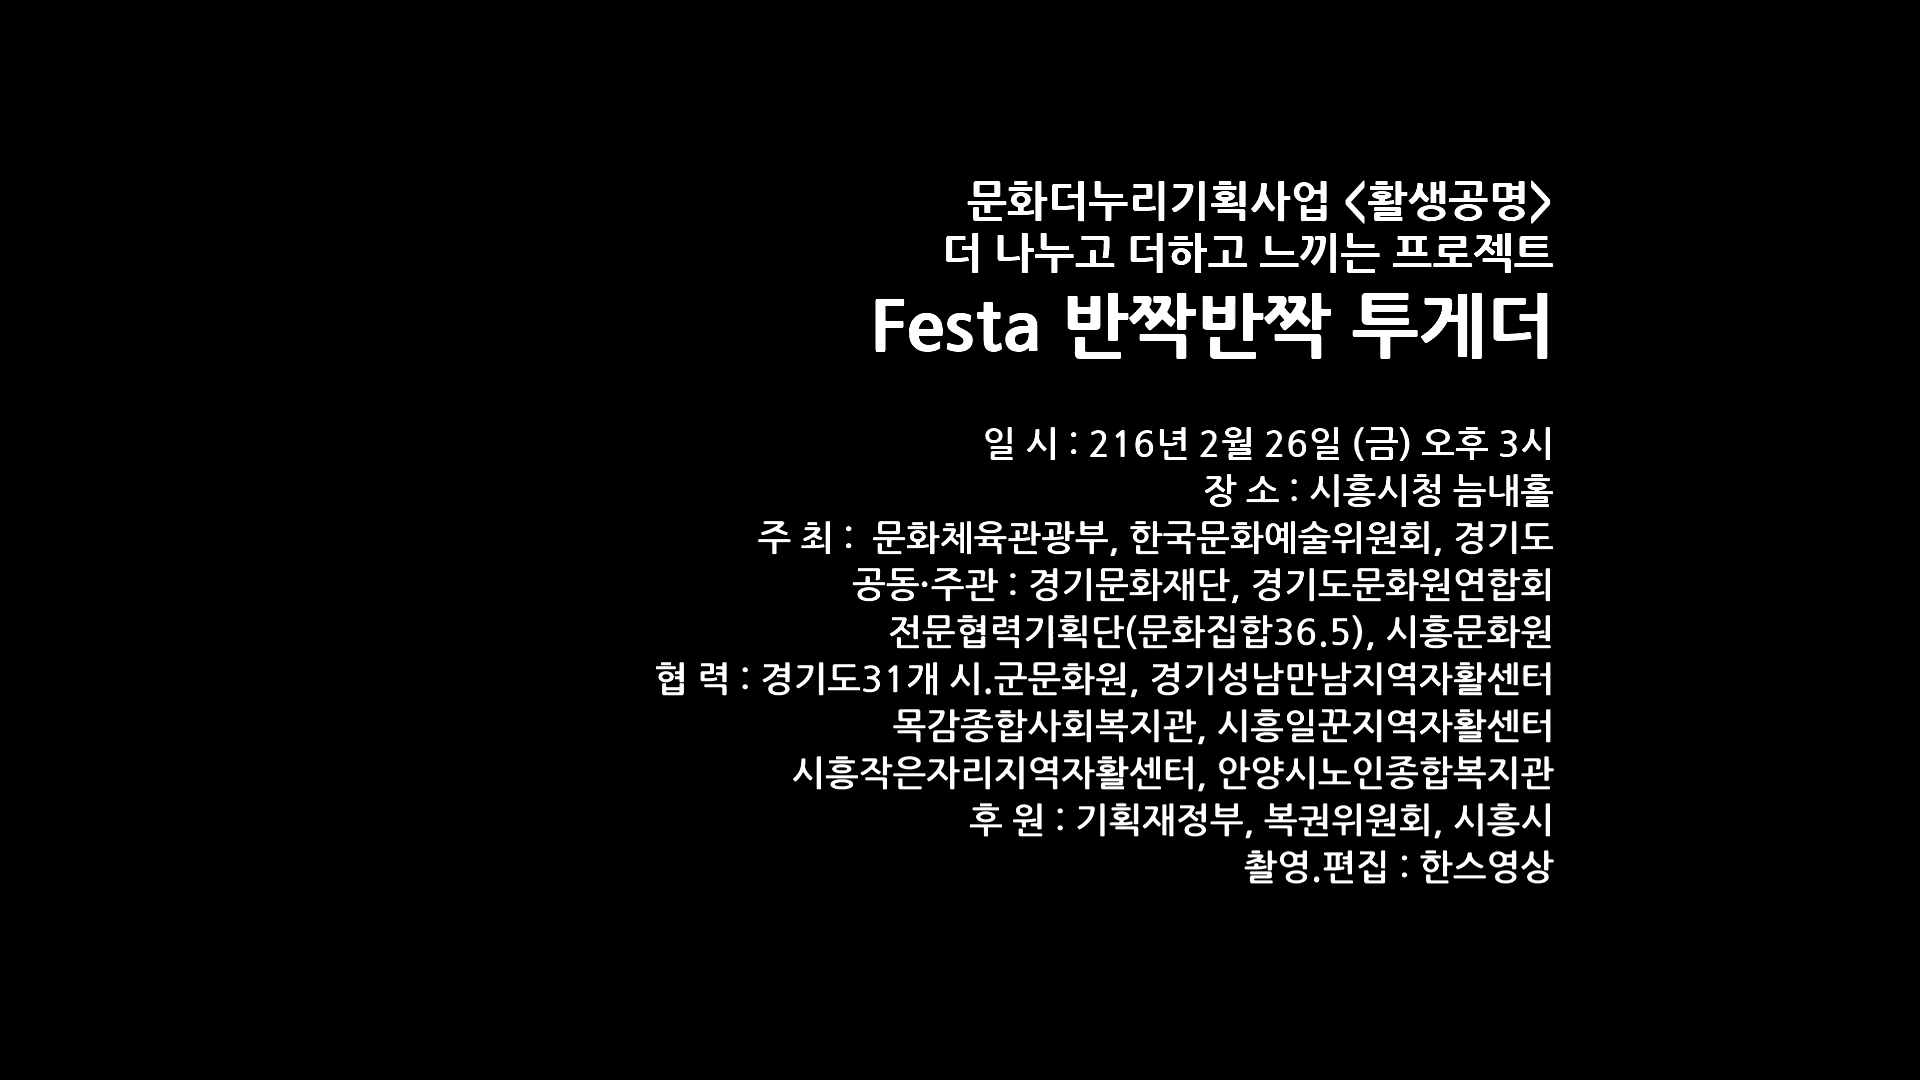 문화더누리기획사업 <활생공명>
더 나누고 더하고 느끼는 프로젝트
Festa 반짝반짝 투게더
일 시 : 216년 2월 26일 (금) 오후 3시
장 소 : 시흥시청 늠내홀
주 최 : 문화체육관광부, 한국문화예술위원회, 경기도
공동·주관 : 경기문화재단, 경기도문화원연합회
전문협력기획단(문화집합36.5), 시흥문화원
협 력 : 경기도31개 시.군문화원, 경기성남만남지역자활센터
목감종합사회복지관, 시흥일꾼지역자활센터
시흥작은자리지역자활센터, 안양시노인종합복지관
후 원 : 기획재정부, 복권위원회, 시흥시
촬영.편집 : 한스영상